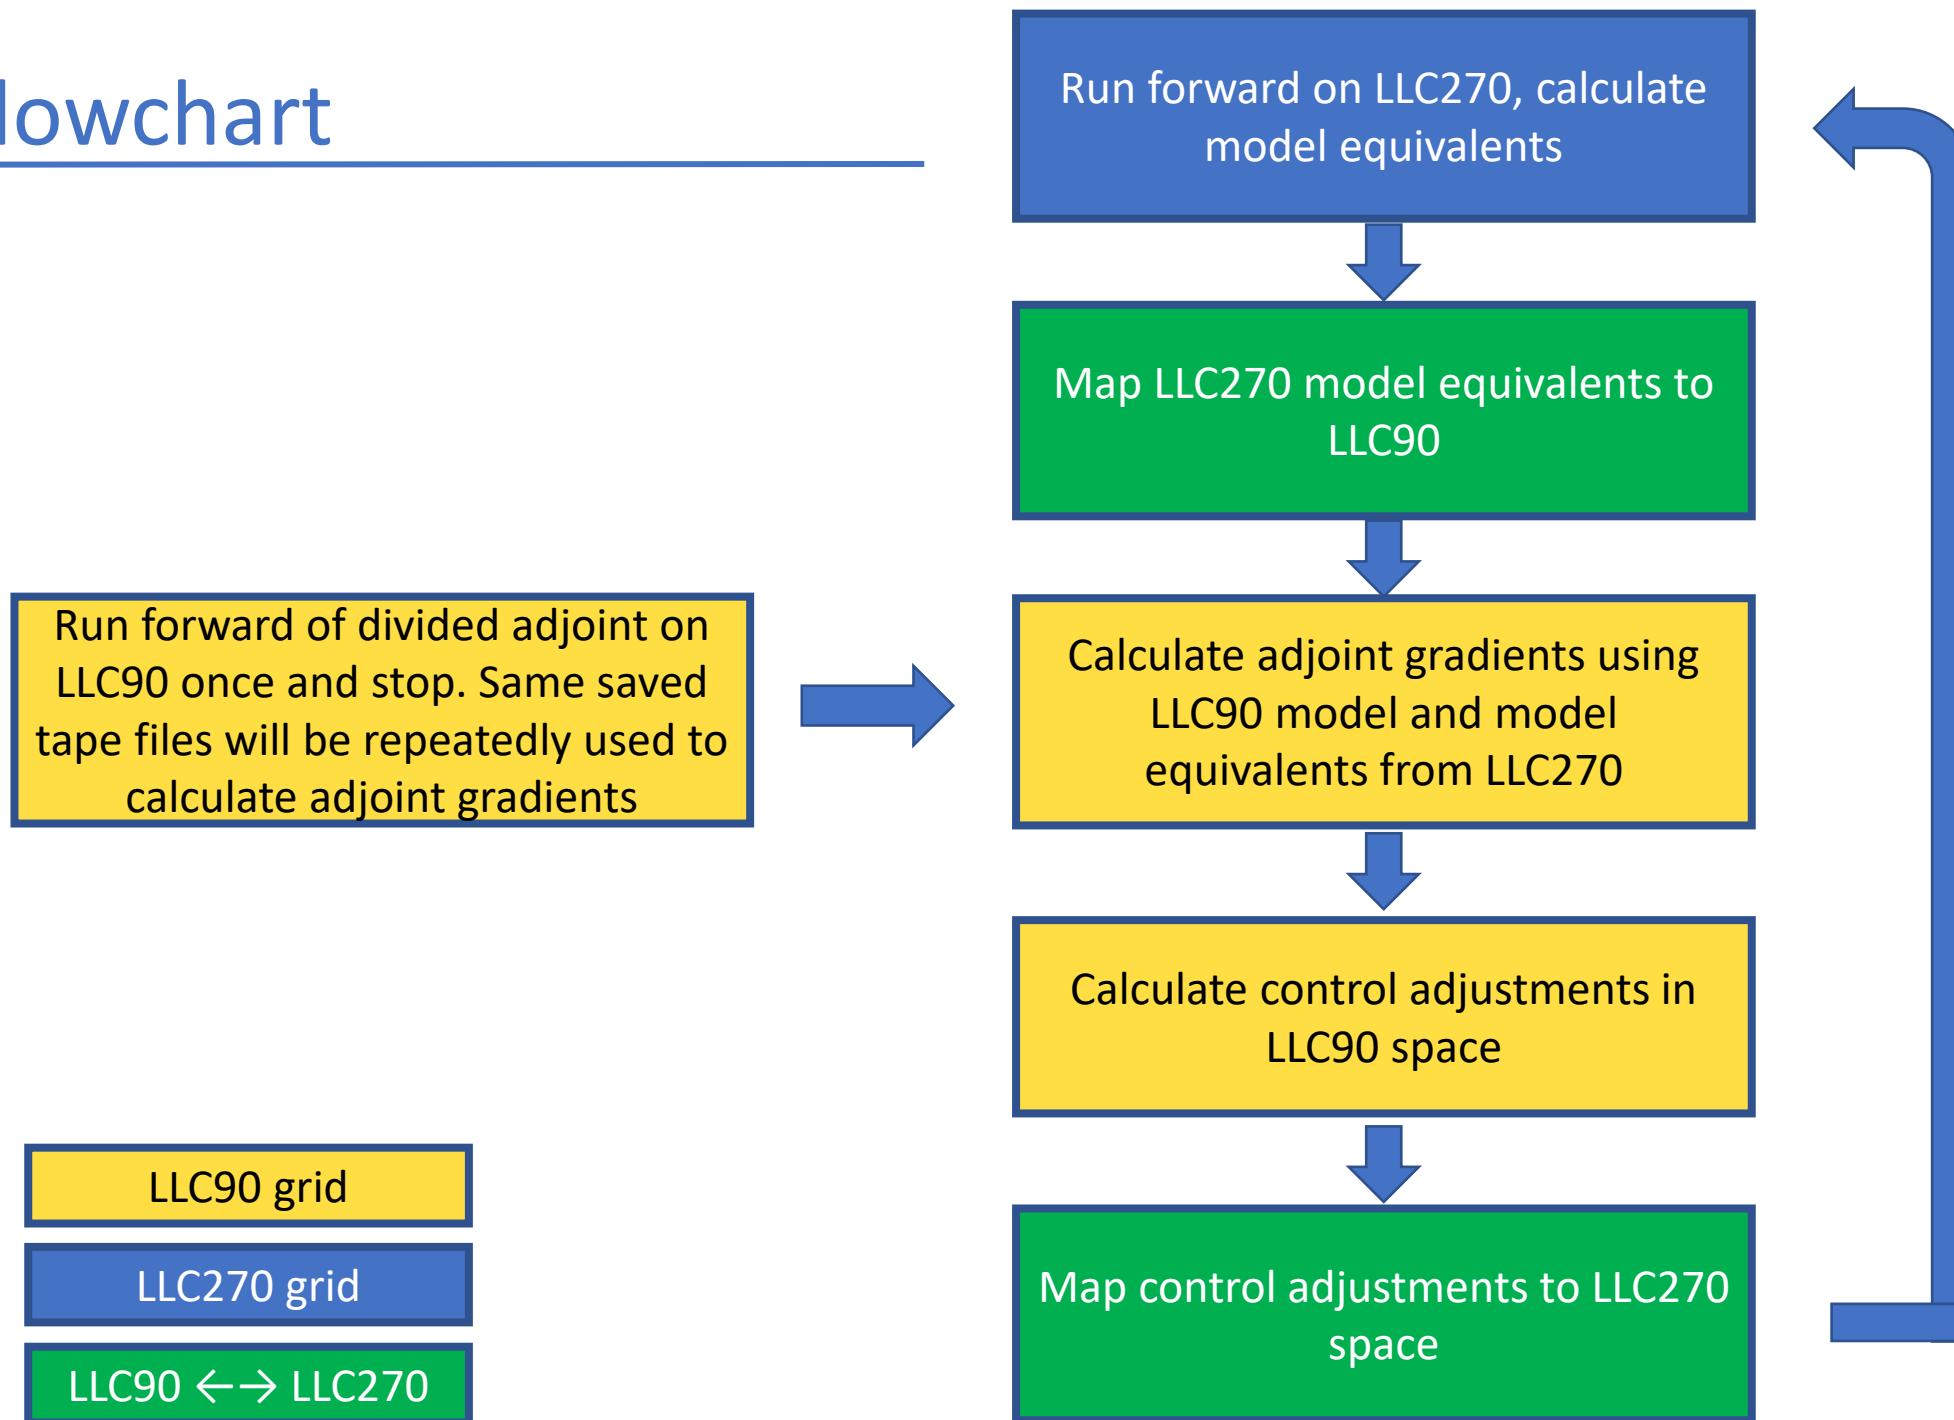 lowchart
Run forward on LLC270, calculate
model equivalents
Map LLC270 model equivalents to
LLC90
Run forward of divided adjoint on
LLC90 once and stop. Same saved
tape files will be repeatedly used to
calculate adjoint gradients
Calculate adjoint gradients using
LLC90 model and model
equivalents from LLC270
Calculate control adjustments in
LLC90 space
Map control adjustments to LLC270
space
LLC90 grid
LLC270 grid
LLC90 ←→ LLC270